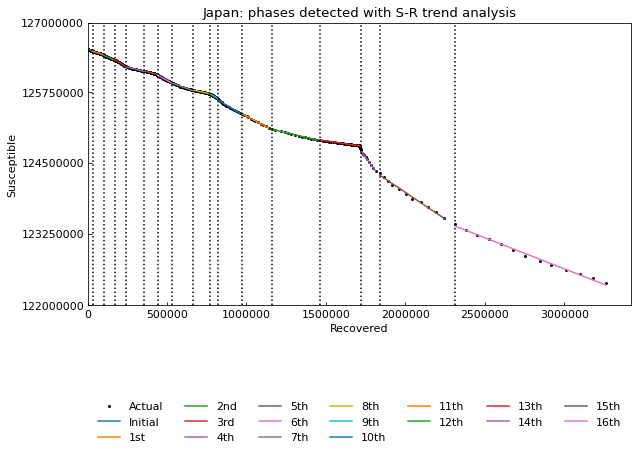 Japan: phases detected with S-R trend analysis
127000000
125750000
124500000
123250000
122000000
Susceptible
0 500000 1000000 1500000 2000000 2500000 3000000
Recovered
Actual 2nd 5th 8th 11th 13th 15th
Initial 3rd 6th 9th 12th 14th 16th
1st 4th 7th 10th